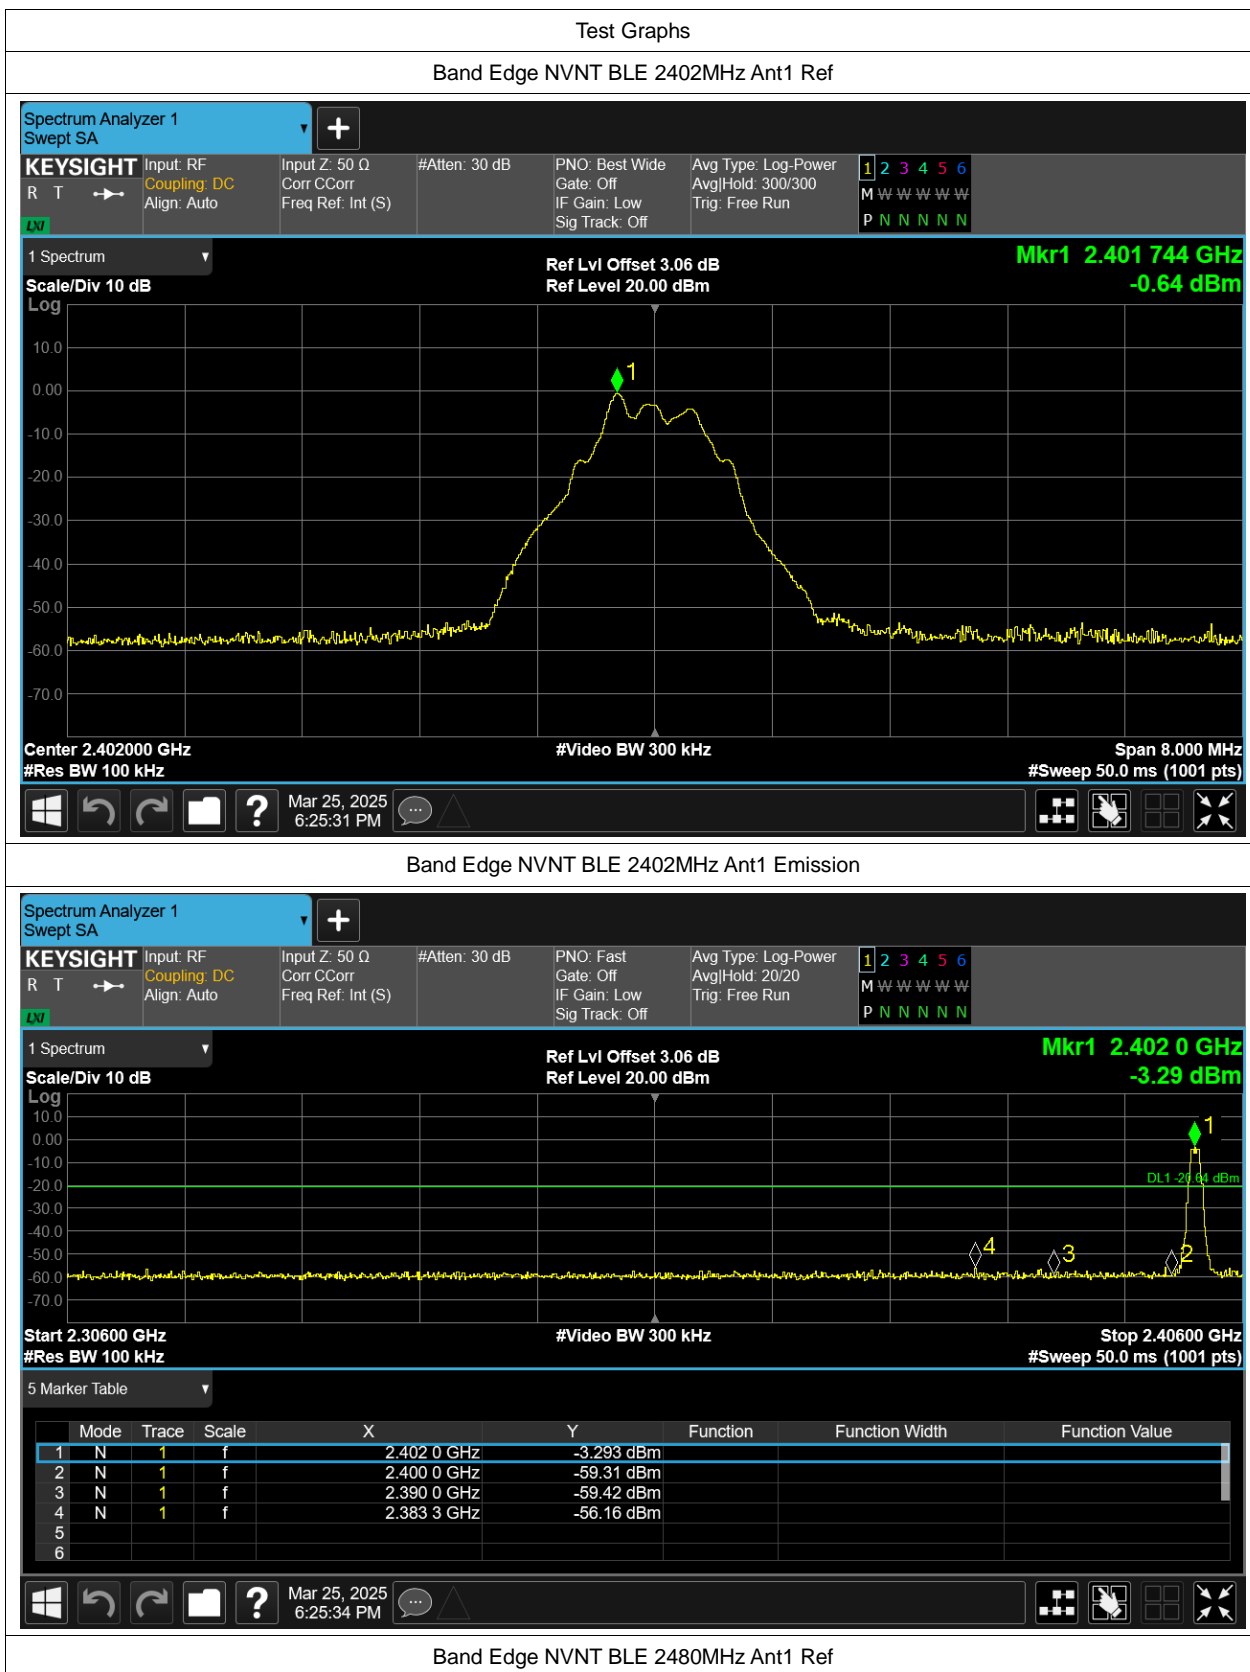 Test Graphs
Band Edge NVNT BLE 2402MHz Ant1 Ref
Spectrum Analyzer 1
Swept SA
KEYSIGHT
R T
LXI
Input: RF
Coupling: DC
Align: Auto
Input Z: 50 Ω
Corr CCorr
Freq Ref: Int (S)
#Atten: 30 dB
PNO: Best Wide
Gate: Off
IF Gain: Low
Sig Track: Off
Avg Type: Log-Power
Avg|Hold: 300/300
Trig: Free Run
1 2 3 4 5 6
M W W W W W
P N N N N N
1 Spectrum
Scale/Div 10 dB
Ref Lvl Offset 3.06 dB
Ref Level 20.00 dBm
Mkr1 2.401 744 GHz
-0.64 dBm
Log
10.0
0.00
-10.0
-20.0
-30.0
-40.0
-50.0
-60.0
-70.0
1
Center 2.402000 GHz
#Video BW 300 kHz
Span 8.000 MHz
#Res BW 100 kHz
#Sweep 50.0 ms (1001 pts)
?
Mar 25, 2025
6:25:31 PM
Band Edge NVNT BLE 2402MHz Ant1 Emission
Spectrum Analyzer 1
Swept SA
KEYSIGHT
R T
LXI
Input: RF
Coupling: DC
Align: Auto
Input Z: 50 Ω
Corr CCorr
Freq Ref: Int (S)
#Atten: 30 dB
PNO: Fast
Gate: Off
IF Gain: Low
Sig Track: Off
Avg Type: Log-Power
Avg|Hold: 20/20
Trig: Free Run
1 2 3 4 5 6
M W W W W W
P N N N N N
1 Spectrum
Scale/Div 10 dB
Ref Lvl Offset 3.06 dB
Ref Level 20.00 dBm
Mkr1 2.402 0 GHz
-3.29 dBm
Log
10.0
0.00
-10.0
-20.0
-30.0
-40.0
-50.0
-60.0
-70.0
1
DL1 -20.64 dBm
4
3
2
Start 2.30600 GHz
#Video BW 300 kHz
Stop 2.40600 GHz
#Res BW 100 kHz
#Sweep 50.0 ms (1001 pts)
5 Marker Table
Mode Trace Scale X Y Function Function Width Function Value
1 N 1 f 2.402 0 GHz -3.293 dBm
2 N 1 f 2.400 0 GHz -59.31 dBm
3 N 1 f 2.390 0 GHz -59.42 dBm
4 N 1 f 2.383 3 GHz -56.16 dBm
5
6
?
Mar 25, 2025
6:25:34 PM
Band Edge NVNT BLE 2480MHz Ant1 Ref